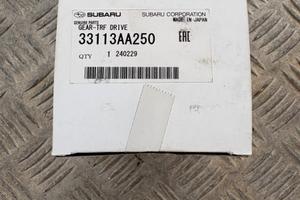 SUBARU SUBARU CORPORATION
GENUINE PARTS MADE IN JAPAN
GEAR-TRF DRIVE
33113AA250 EAC
QTY 1 240229